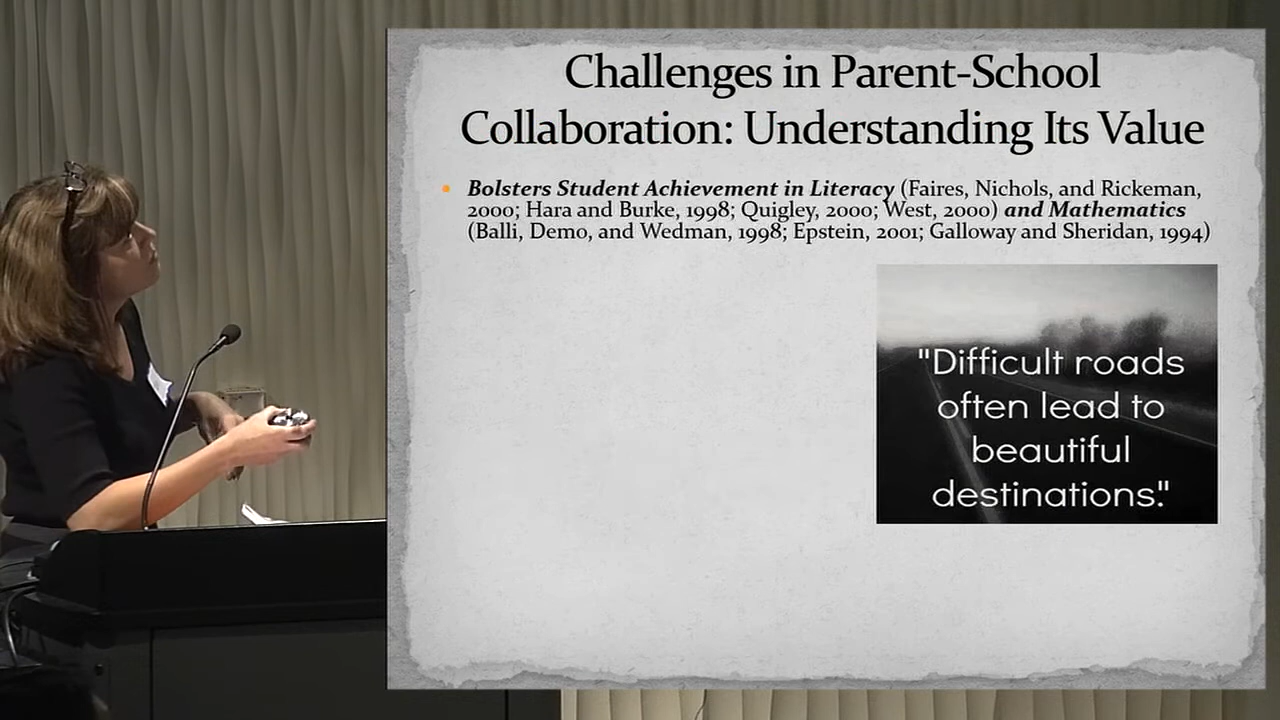 Challenges in Parent-School
Collaboration: Understanding Its Value
• Bolsters Student Achievement in Literacy (Faires, Nichols, and Rickeman,
2000; Hara and Burke, 1998; Quigley, 2000; West, 2000) and Mathematics
(Balli, Demo, and Wedman, 1998; Epstein, 2001; Galloway and Sheridan, 1994)
"Difficult roads
often lead to
beautiful
destinations."